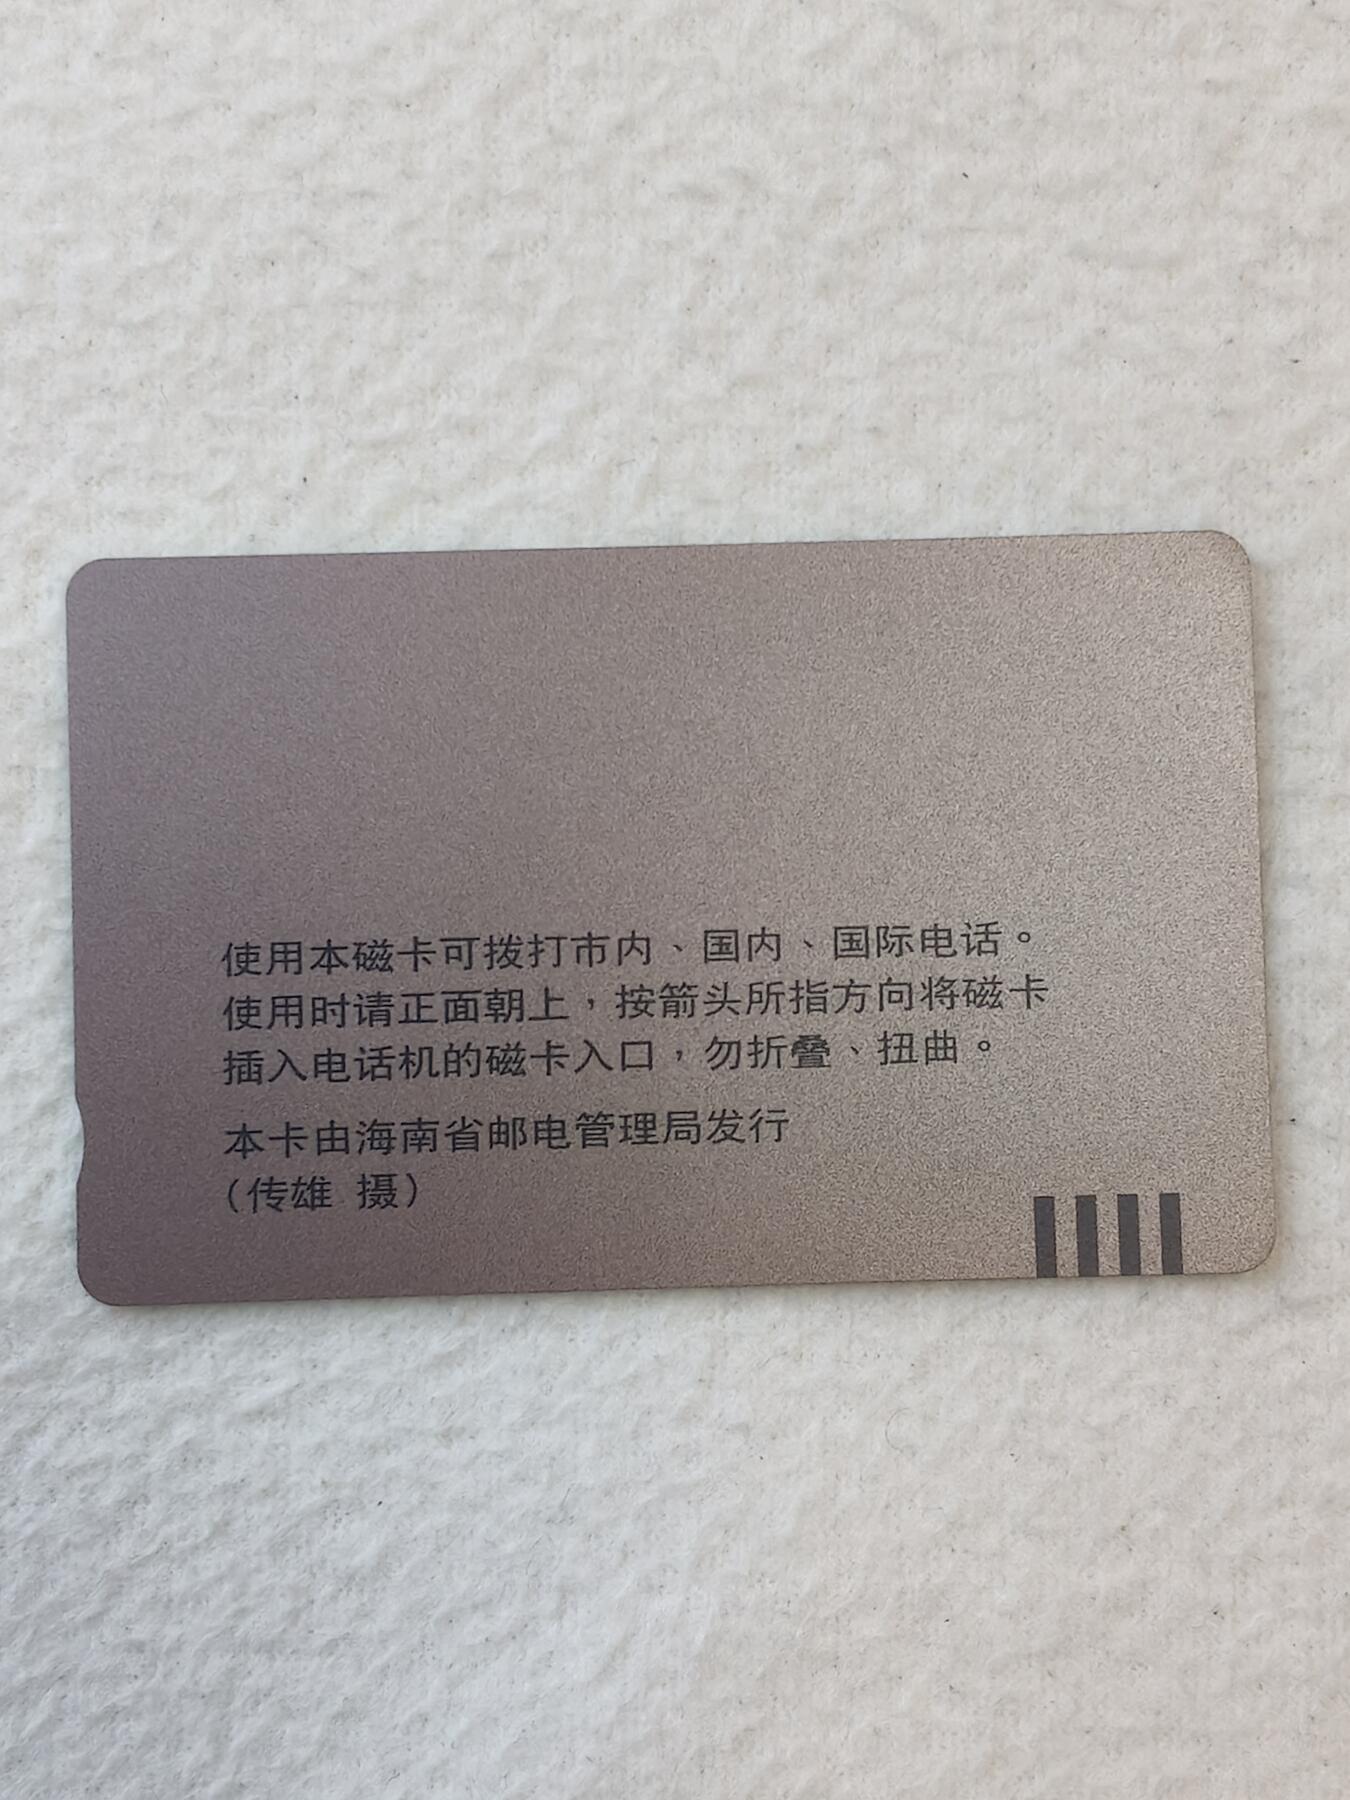 使用本磁卡可拨打市内、国内、国际电话。
使用时请正面朝上，按箭头所指方向将磁卡
插入电话机的磁卡入口，勿折叠、扭曲。
本卡由海南省邮电管理局发行
(传雄 摄)